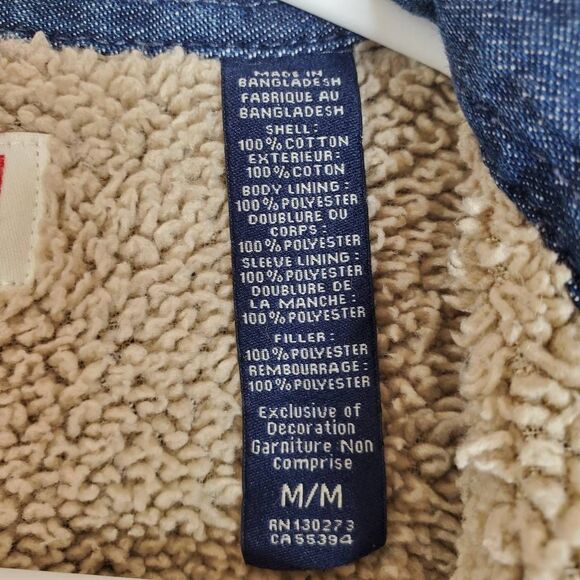 MADE IN
BANGLADESH
FABRIQUE AU
BANGLADESH
SHELL:
100% COTTON
EXTERIEUR:
100% COTON
BODY LINING:
100% POLYESTER
DOUBLURE DU
CORPS:
100% POLYESTER
SLEEVE LINING:
100% POLYESTER
DOUBLURE DE
LA MANCHE:
100% POLYESTER
FILLER:
100% POLYESTER
REMBOURRAGE:
100% POLYESTER
Exclusive of
Decoration
Garniture Non
Comprise
M/M
RN 130273
CA 55394